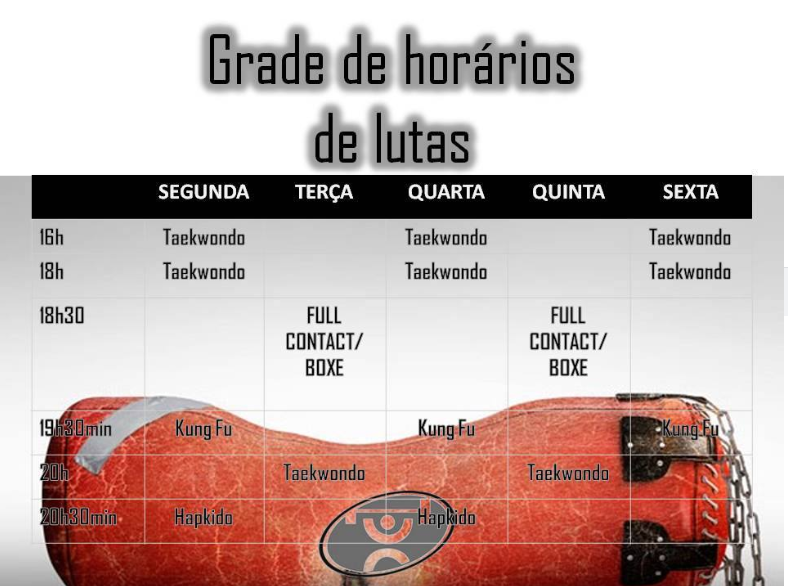 Grade de horários
de lutas
SEGUNDA TERÇA QUARTA QUINTA SEXTA
16h Taekwondo Taekwondo Taekwondo
18h Taekwondo Taekwondo Taekwondo
18h30 FULL FULL
CONTACT/ CONTACT/
BOXE BOXE
19h30min Kung Fu Kung Fu Kung Fu
20h Taekwondo Taekwondo
20h30min Hapkido Hapkido